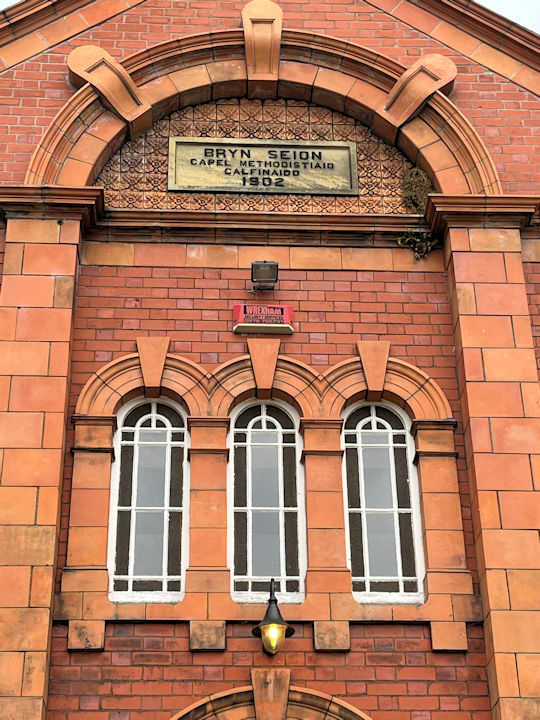 BRYN SEION
CAPEL METHODISTIAID
CALFINAIDD
1902
WREXHAM